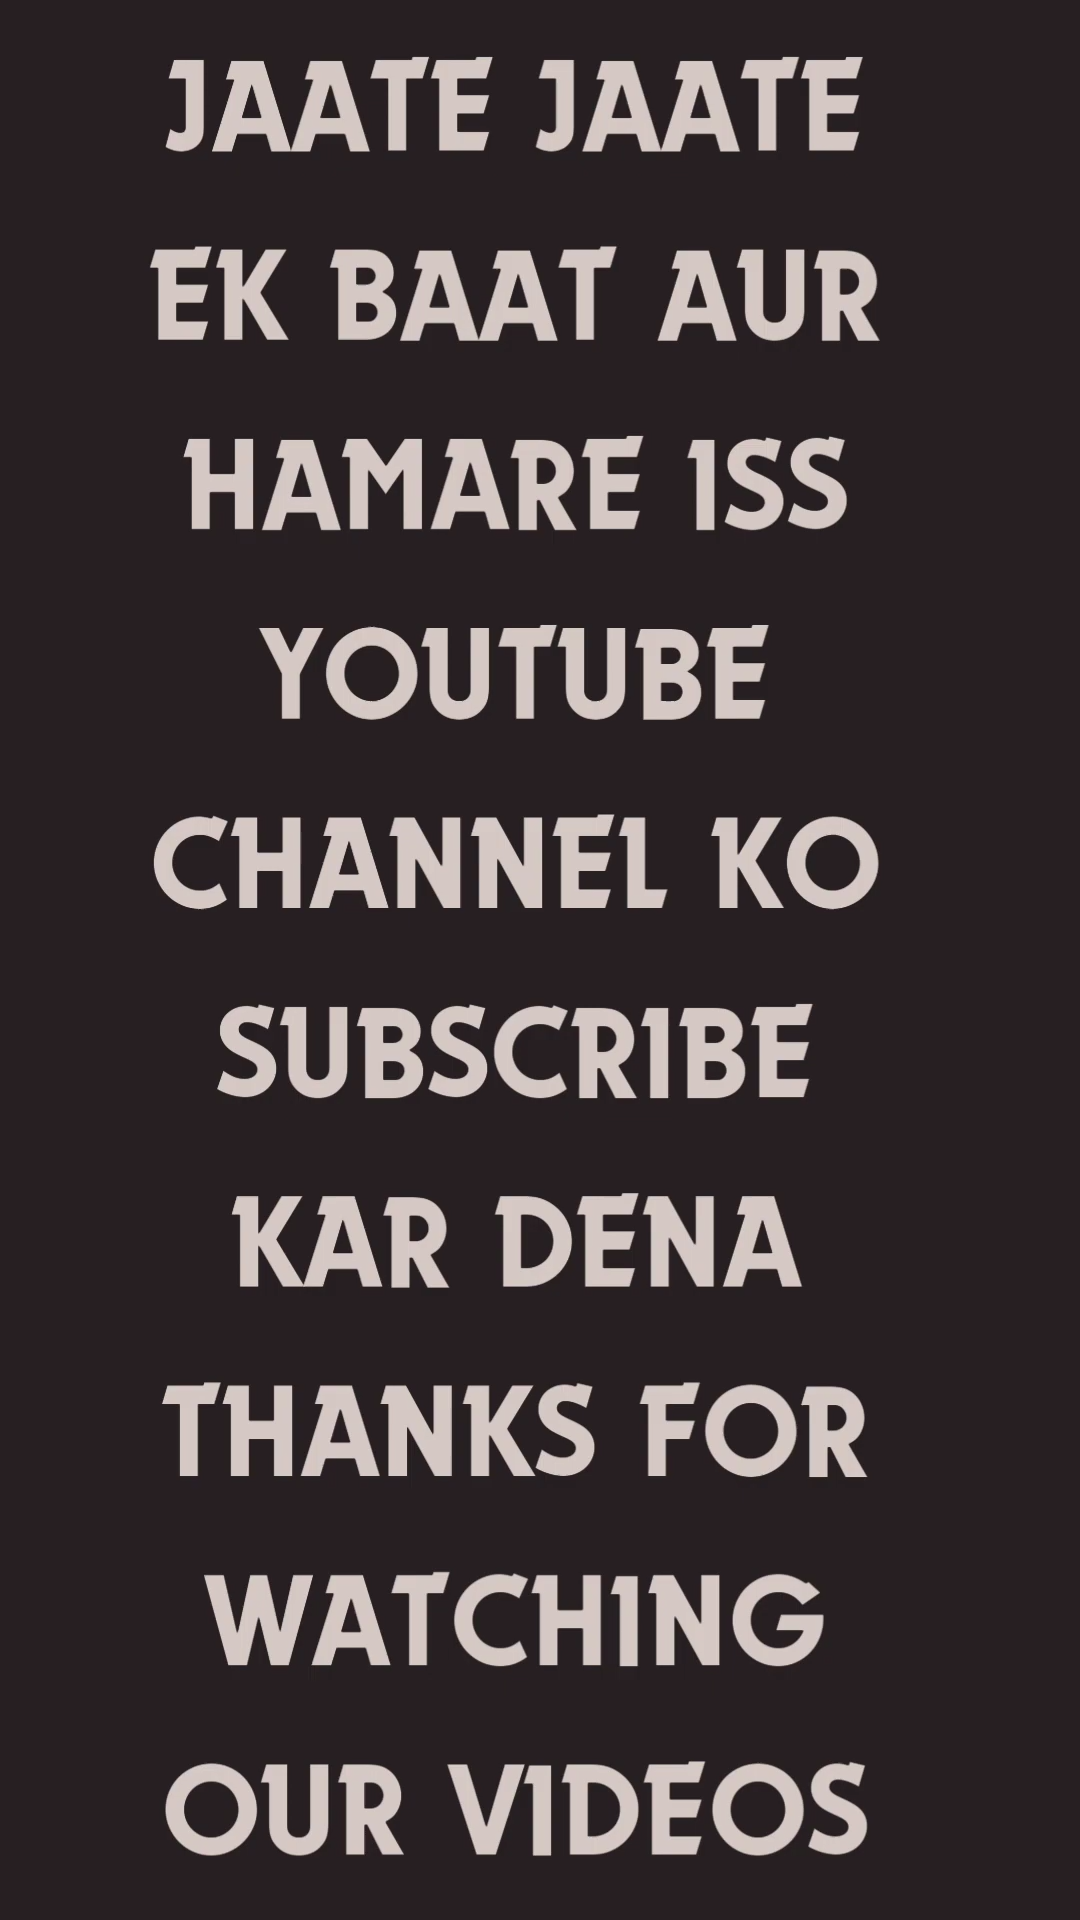 JAATE JAATE
EK BAAT AUR
HAMARE ISS
YOUTUBE
CHANNEL KO
SUBSCRIBE
KAR DENA
THANKS FOR
WATCHING
OUR VIDEOS